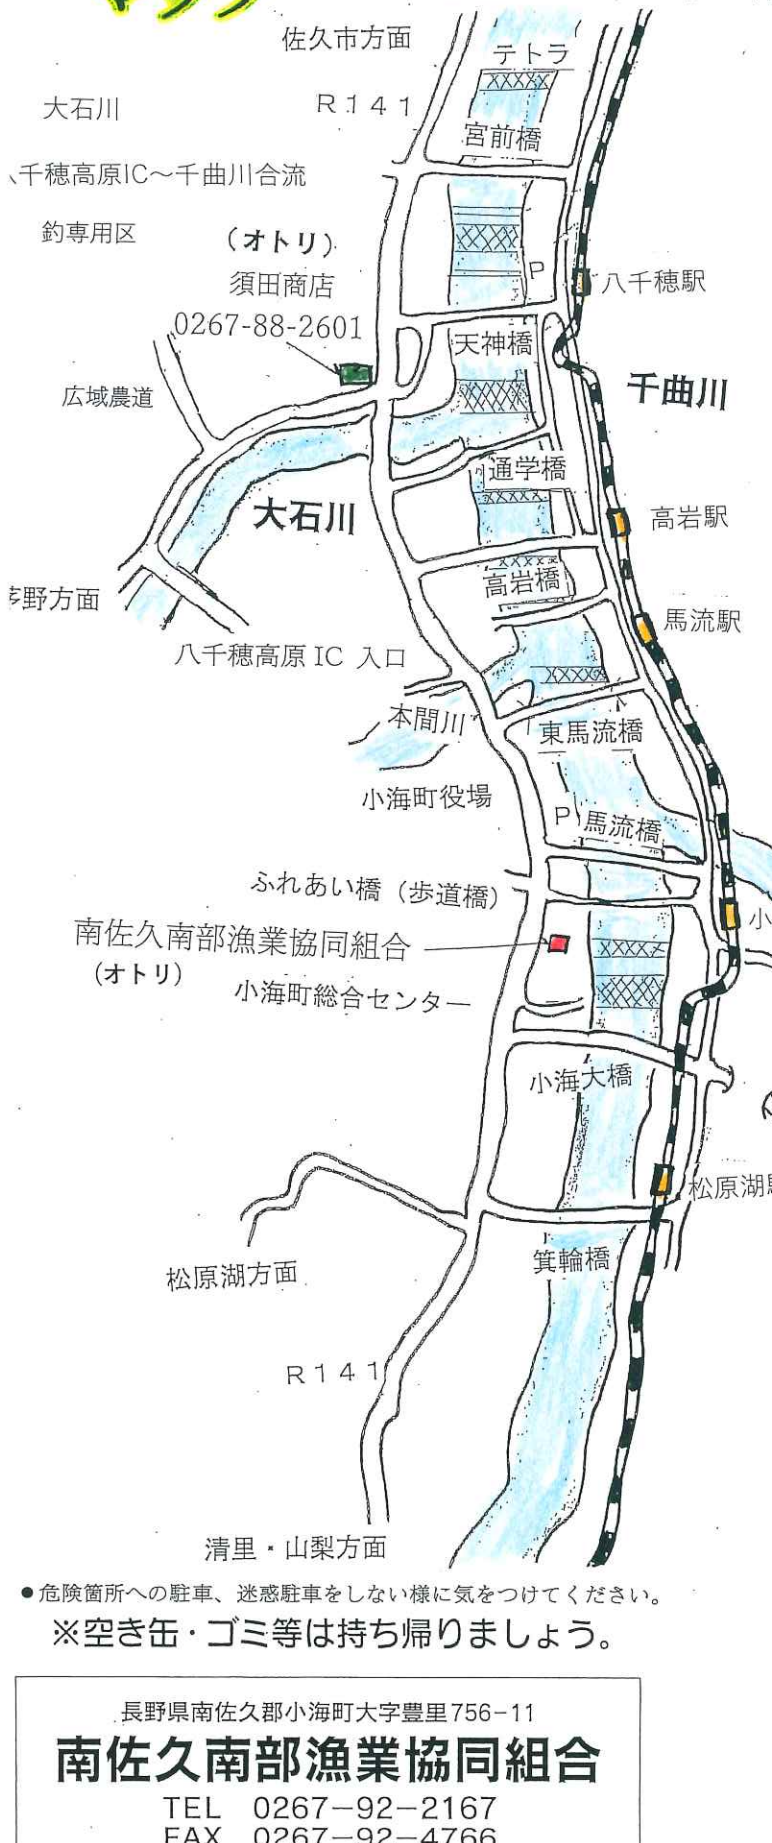 マップ
佐久市方面
テトラ
大石川
R141
宮前橋
八千穂高原IC～千曲川合流
釣専用区
(オトリ)
P
須田商店
八千穂駅
0267-88-2601
天神橋
広域農道
千曲川
通学橋
大石川
高岩駅
高岩橋
茅野方面
馬流駅
八千穂高原 IC 入口
本間川
東馬流橋
小海町役場
P
馬流橋
ふれあい橋（歩道橋）
小
南佐久南部漁業協同組合
(オトリ)
小海町総合センター
小海大橋
松原湖駅
箕輪橋
松原湖方面
R141
清里・山梨方面
●危険箇所への駐車、迷惑駐車をしない様に気をつけてください。
※空き缶・ゴミ等は持ち帰りましょう。
長野県南佐久郡小海町大字豊里756-11
南佐久南部漁業協同組合
TEL 0267-92-2167
FAX 0267-92-4766